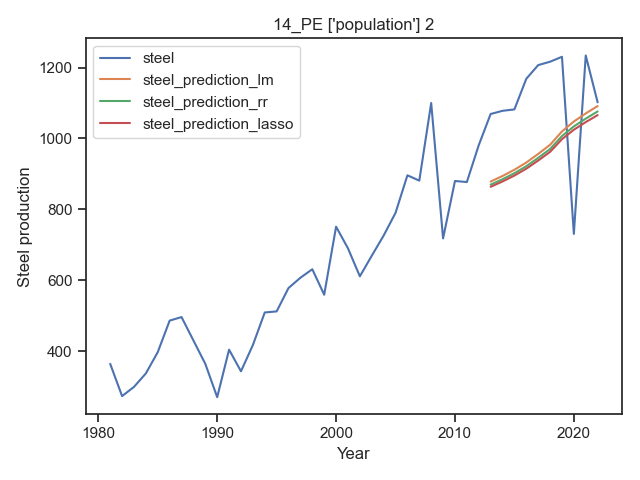 14_PE ['population'] 2
steel
steel_prediction_lm
steel_prediction_rr
steel_prediction_lasso
Steel production
1200
1000
800
600
400
1980 1990 2000 2010 2020
Year